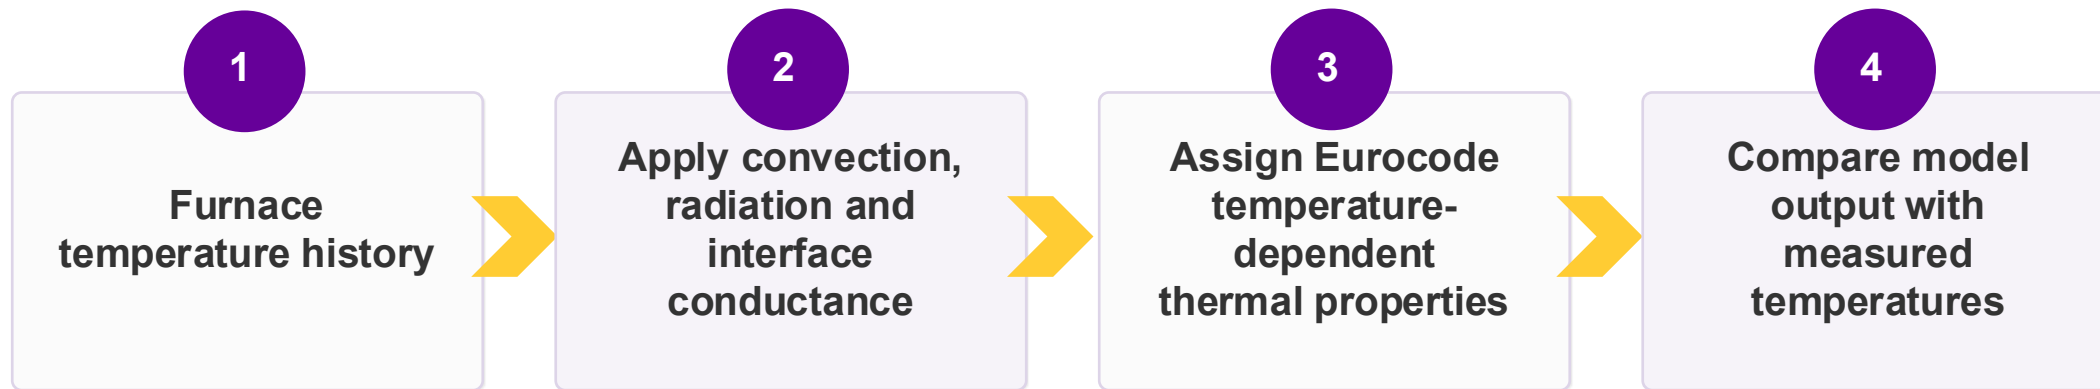 1
Furnace
temperature history
2
Apply convection,
radiation and
interface
conductance
3
Assign Eurocode
temperature-
dependent
thermal properties
4
Compare model
output with
measured
temperatures